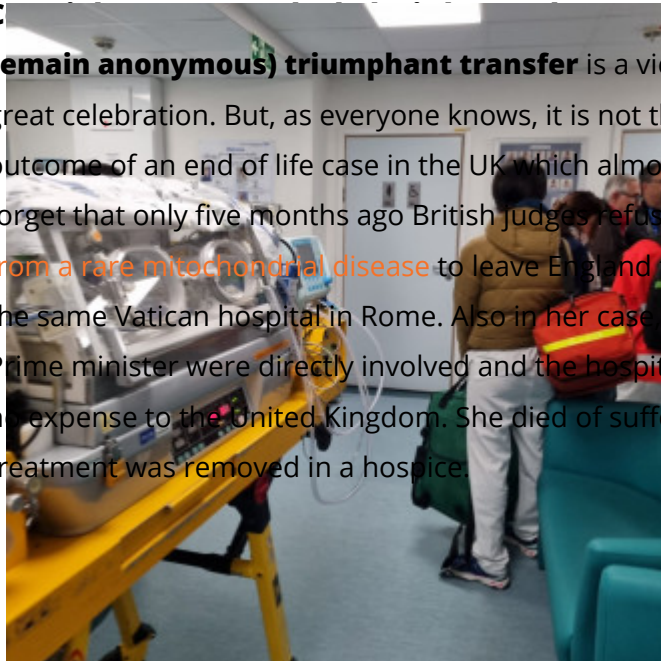 emain anonymous) triumphant transfer is a vi
great celebration. But, as everyone knows, it is not t
outcome of an end of life case in the UK which almo
orget that only five months ago British judges refus
rom a rare mitochondrial disease to leave England
he same Vatican hospital in Rome. Also in her case,
Prime minister were directly involved and the hospit
no expense to the United Kingdom. She died of suff
treatment was removed in a hospice.